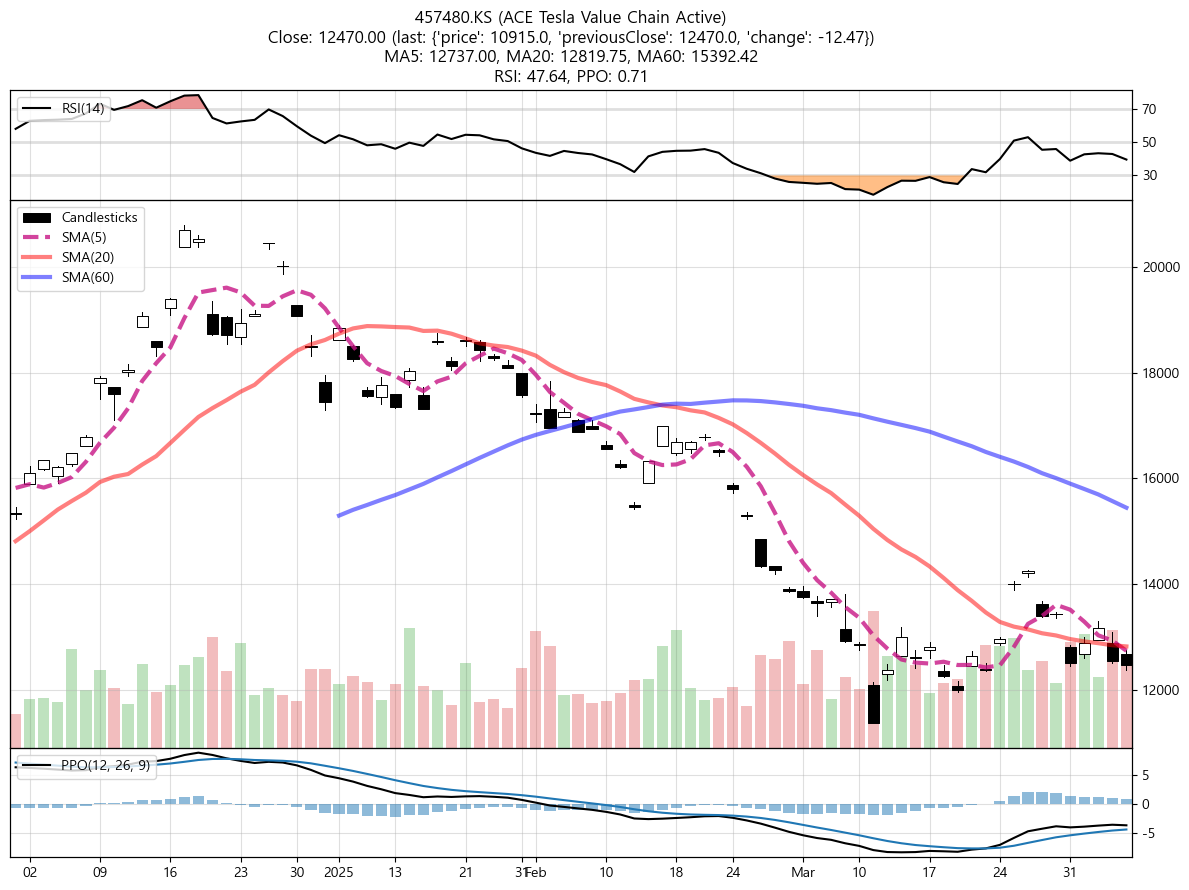 457480.KS (ACE Tesla Value Chain Active)
Close: 12470.00 (last: {'price': 10915.0, 'previousClose': 12470.0, 'change': -12.47})
MA5: 12737.00, MA20: 12819.75, MA60: 15392.42
RSI: 47.64, PPO: 0.71
RSI(14)
70
50
30
Candlesticks
SMA(5)
SMA(20)
SMA(60)
20000
18000
16000
14000
12000
PPO(12, 26, 9)
5
0
−5
02 09 16 23 30 2025 13 21 31 Feb 10 18 24 Mar 10 17 24 31